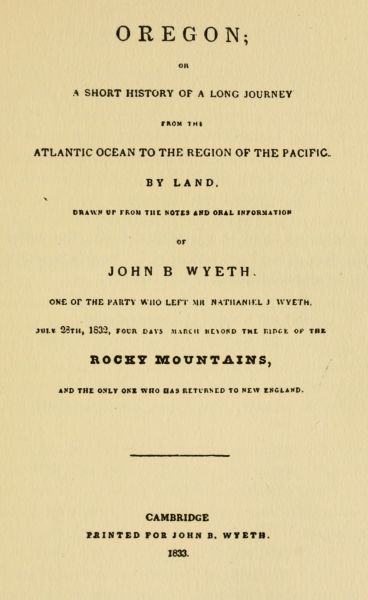 OREGON;
OR
A SHORT HISTORY OF A LONG JOURNEY
FROM THE
ATLANTIC OCEAN TO THE REGION OF THE PACIFIC.
BY LAND.
DRAWN UP FROM THE NOTES AND ORAL INFORMATION
OF
JOHN B WYETH.
ONE OF THE PARTY WHO LEFT MR NATHANIEL J WYETH,
JULY 28TH, 1832, FOUR DAYS MARCH BEYOND THE RIDGE OF THE
ROCKY MOUNTAINS,
AND THE ONLY ONE WHO HAS RETURNED TO NEW ENGLAND.
CAMBRIDGE
PRINTED FOR JOHN B. WYETH.
1833.